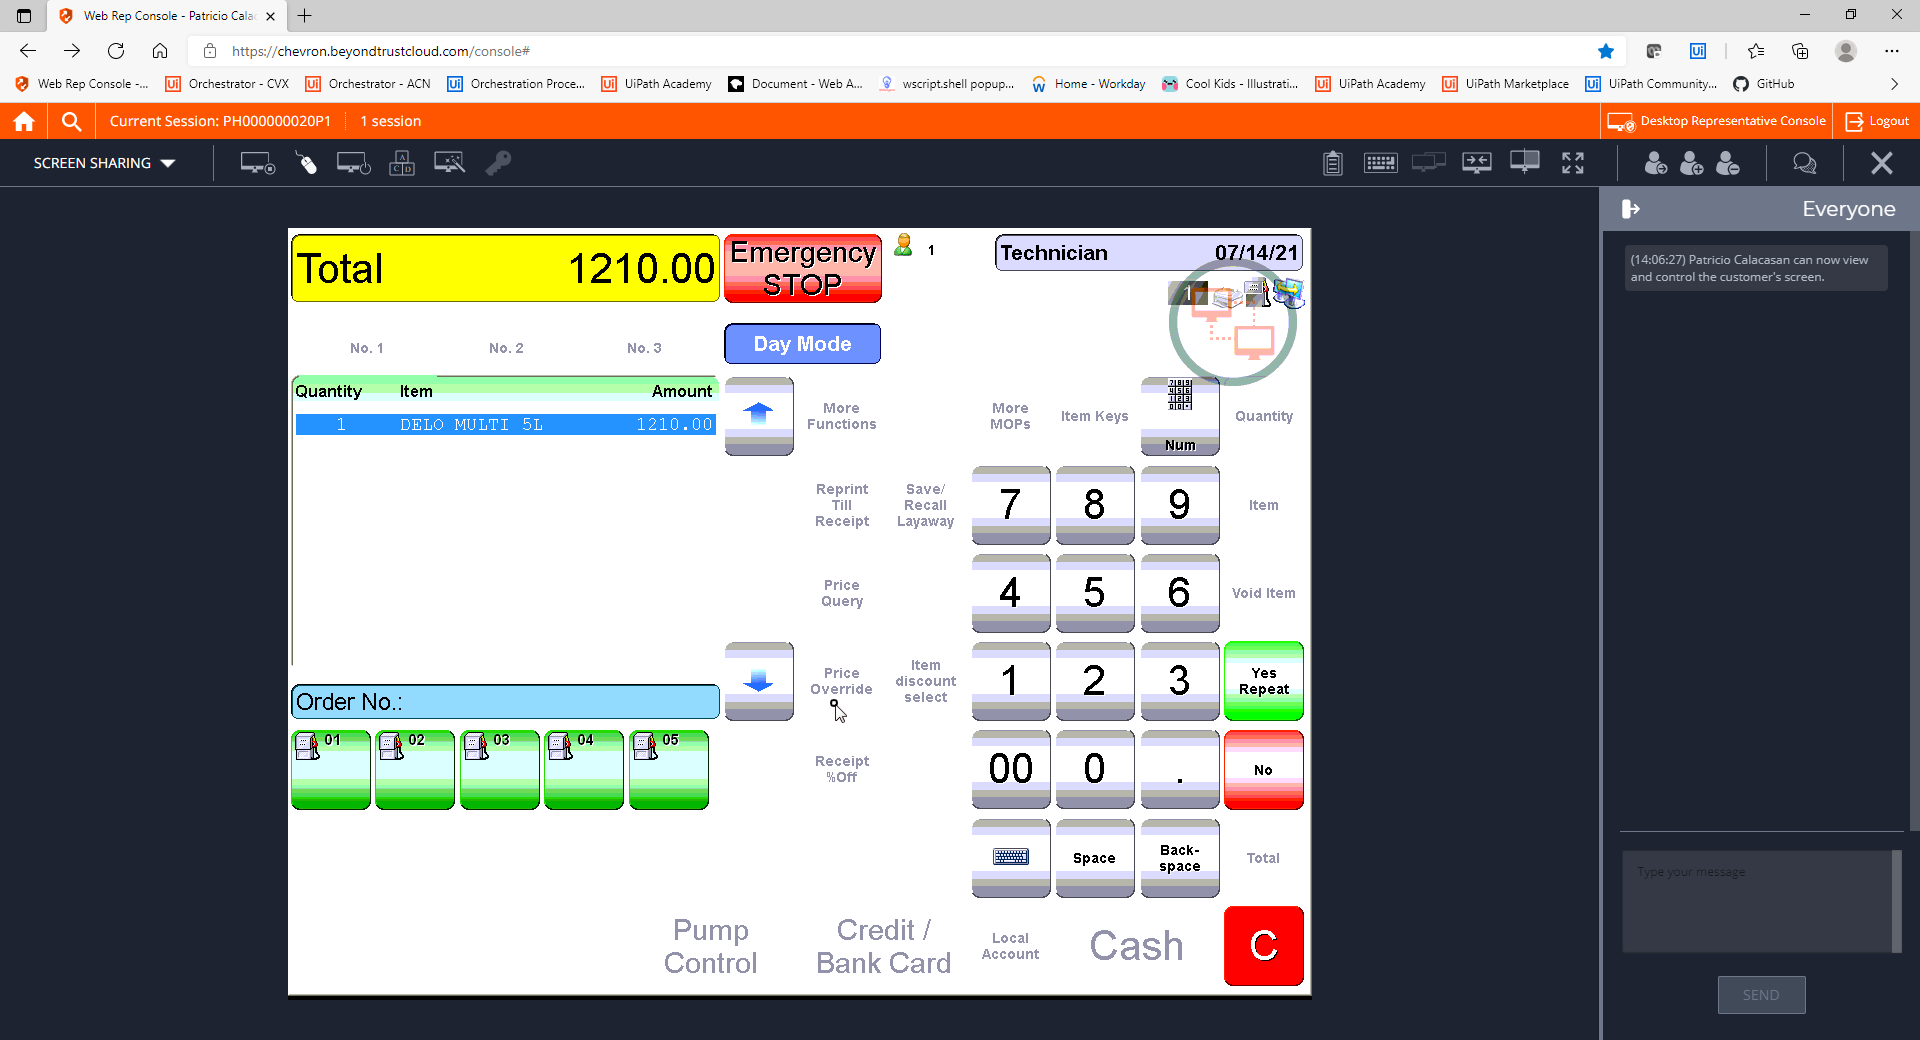 Web Rep Console - Patricio Cala
https://chevron.beyondtrustcloud.com/console#
Web Rep Console -...
Orchestrator - CVX
Orchestrator - ACN
Orchestration Proce...
UiPath Academy
Document - Web A...
wscript.shell popup...
Home - Workday
Cool Kids - Illustrati...
UiPath Academy
UiPath Marketplace
UiPath Community...
GitHub
Current Session: PH000000020P1
1 session
Desktop Representative Console
Logout
SCREEN SHARING
Everyone
(14:06:27) Patricio Calacasan can now view
and control the customer's screen.
Total 1210.00
Emergency
STOP
1
Technician 07/14/21
1
No. 1
No. 2
No. 3
Day Mode
Quantity Item Amount
1 DELO MULTI 5L 1210.00
More
Functions
More
MOPs
Item Keys
Num
Quantity
Reprint
Till
Receipt
Save/
Recall
Layaway
7
8
9
Item
Price
Query
4
5
6
Void Item
Price
Override
Item
discount
select
1
2
3
Yes
Repeat
Order No.:
01
02
03
04
05
Receipt
%Off
00
0
.
No
Space
Back-
space
Total
Pump
Control
Credit /
Bank Card
Local
Account
Cash
C
Type your message
SEND